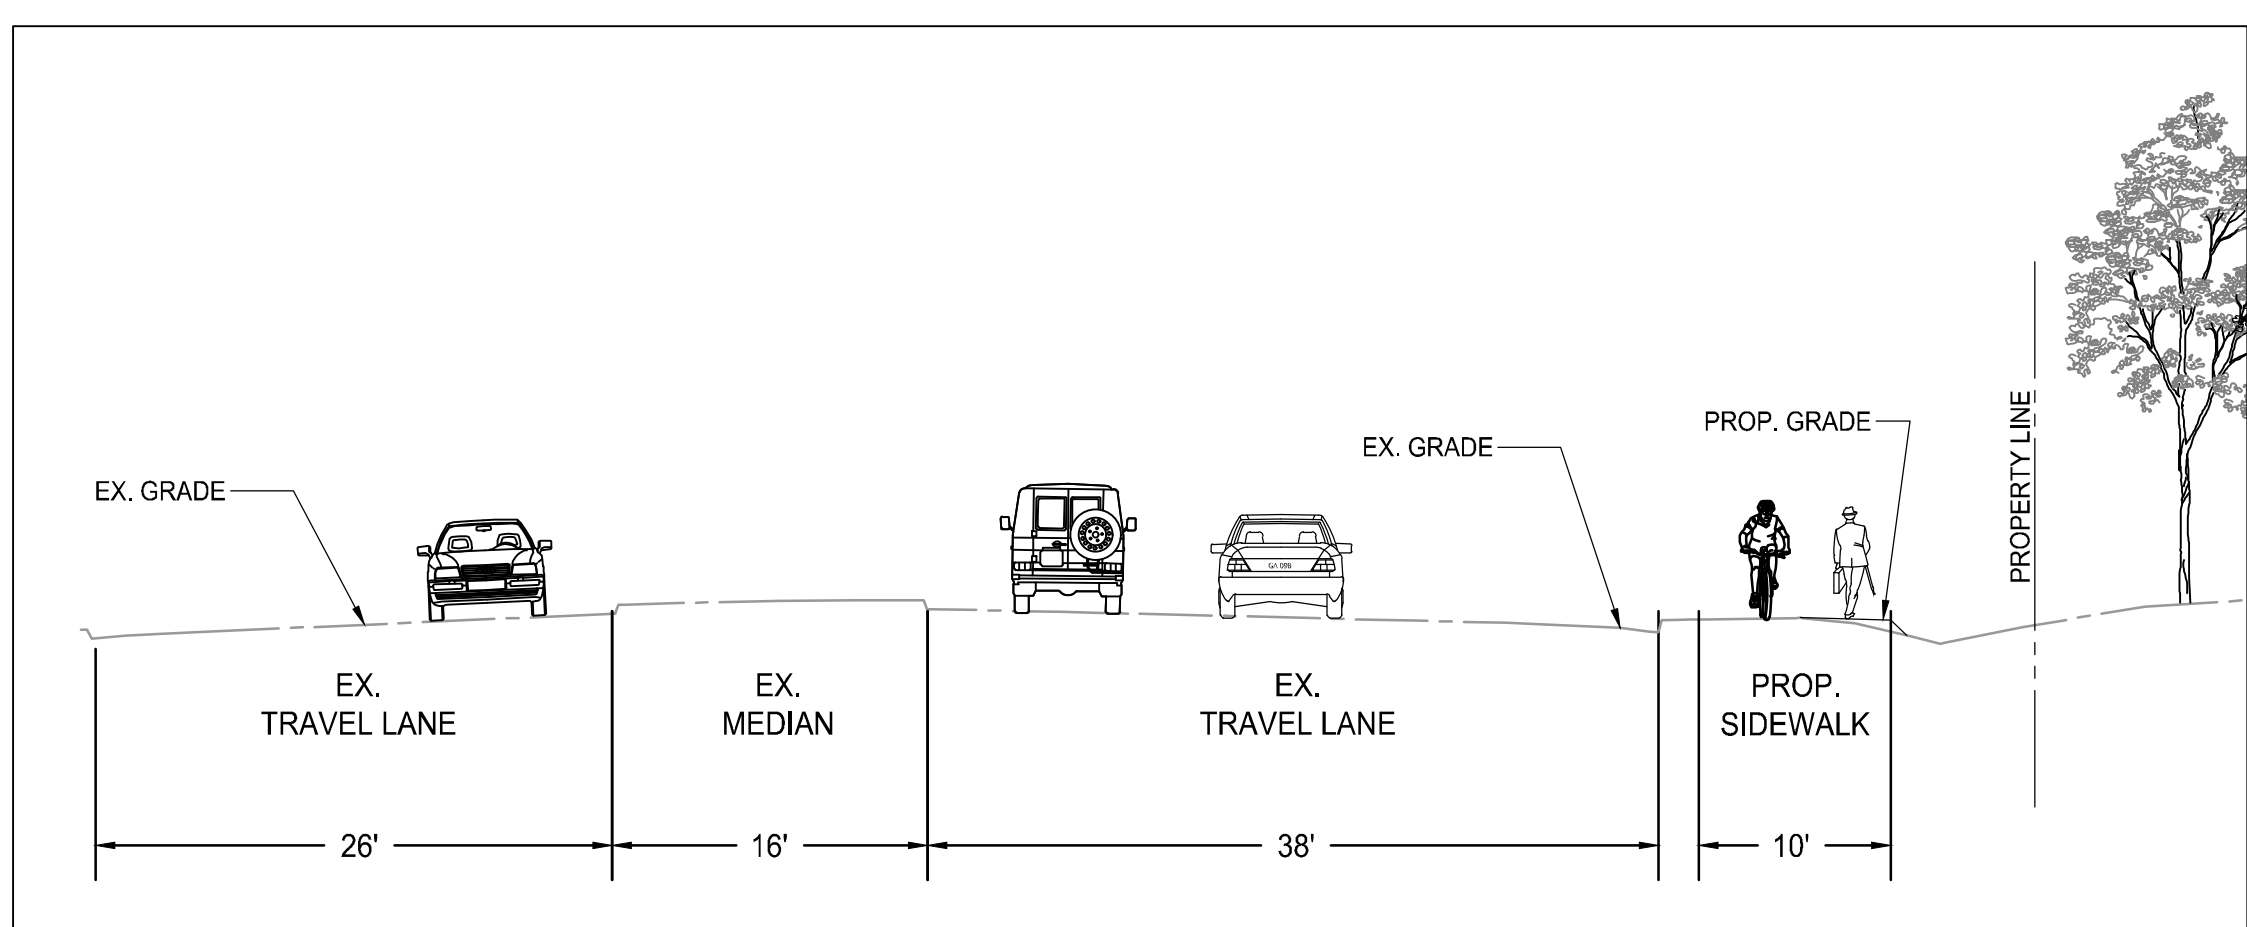 PROP. GRADE
EX. GRADE
EX. GRADE
PROPERTY LINE
GA 098
EX.
TRAVEL LANE
EX.
MEDIAN
EX.
TRAVEL LANE
PROP.
SIDEWALK
26'
16'
38'
10'